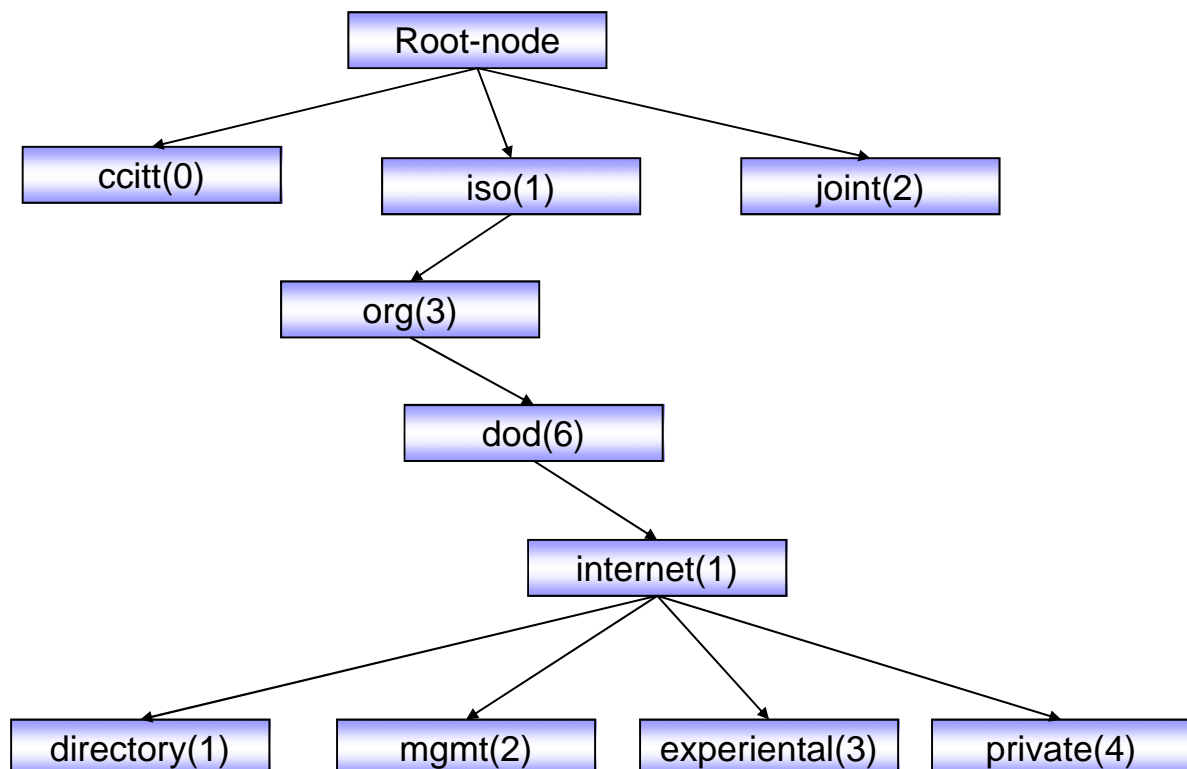 Root-node
ccitt(0)
iso(1)
joint(2)
org(3)
dod(6)
internet(1)
directory(1)
mgmt(2)
experiental(3)
private(4)